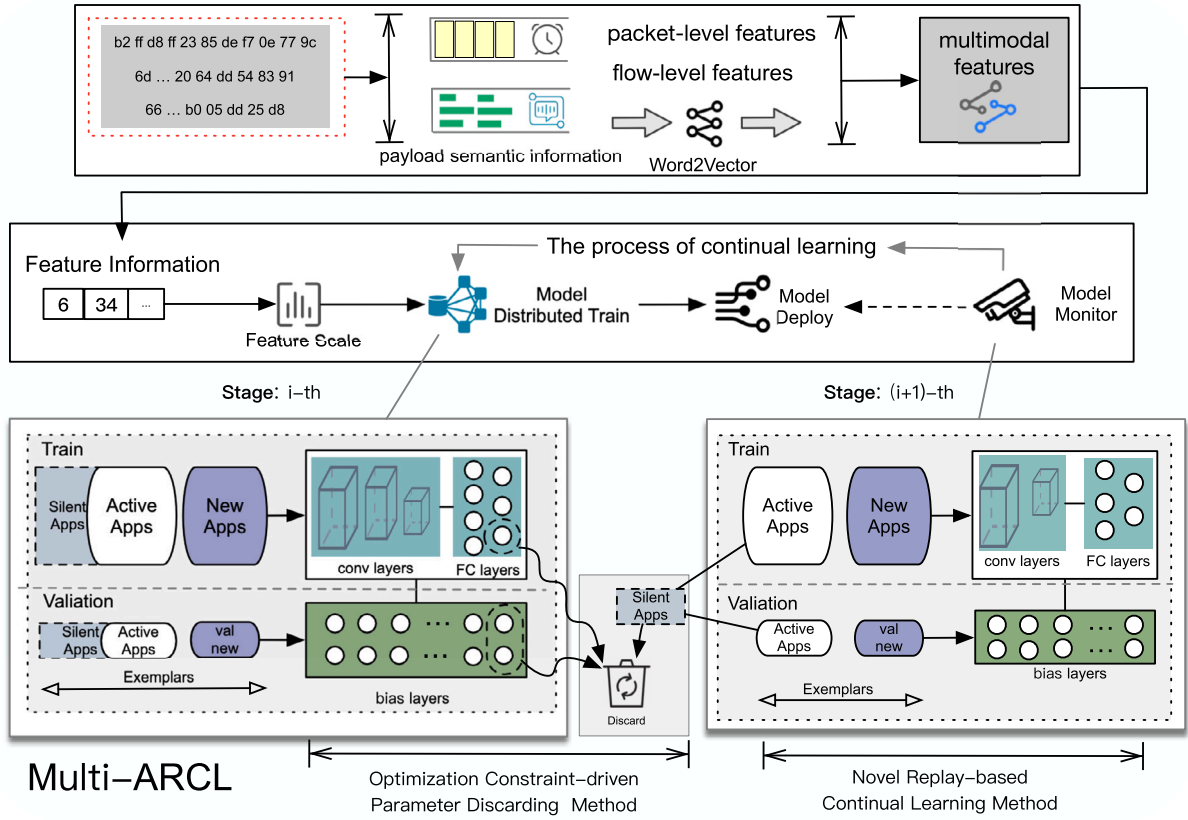 b2 ff d8 ff 23 85 de f7 0e 77 9c
6d ... 20 64 dd 54 83 91
66 ... b0 05 dd 25 d8
payload semantic information
packet-level features
flow-level features
Word2Vector
multimodal
features
Feature Information
6 34 ...
Feature Scale
The process of continual learning
Model
Distributed Train
Model
Deploy
Model
Monitor
Stage: i-th
Stage: (i+1)-th
Train
Silent
Apps
Active
Apps
New
Apps
conv layers
FC layers
Valiation
Silent
Apps
Active
Apps
val
new
Exemplars
bias layers
Silent
Apps
Discard
Train
Active
Apps
New
Apps
conv layers
FC layers
Valiation
Active
Apps
val
new
Exemplars
bias layers
Multi-ARCL
Optimization Constraint-driven
Parameter Discarding Method
Novel Replay-based
Continual Learning Method